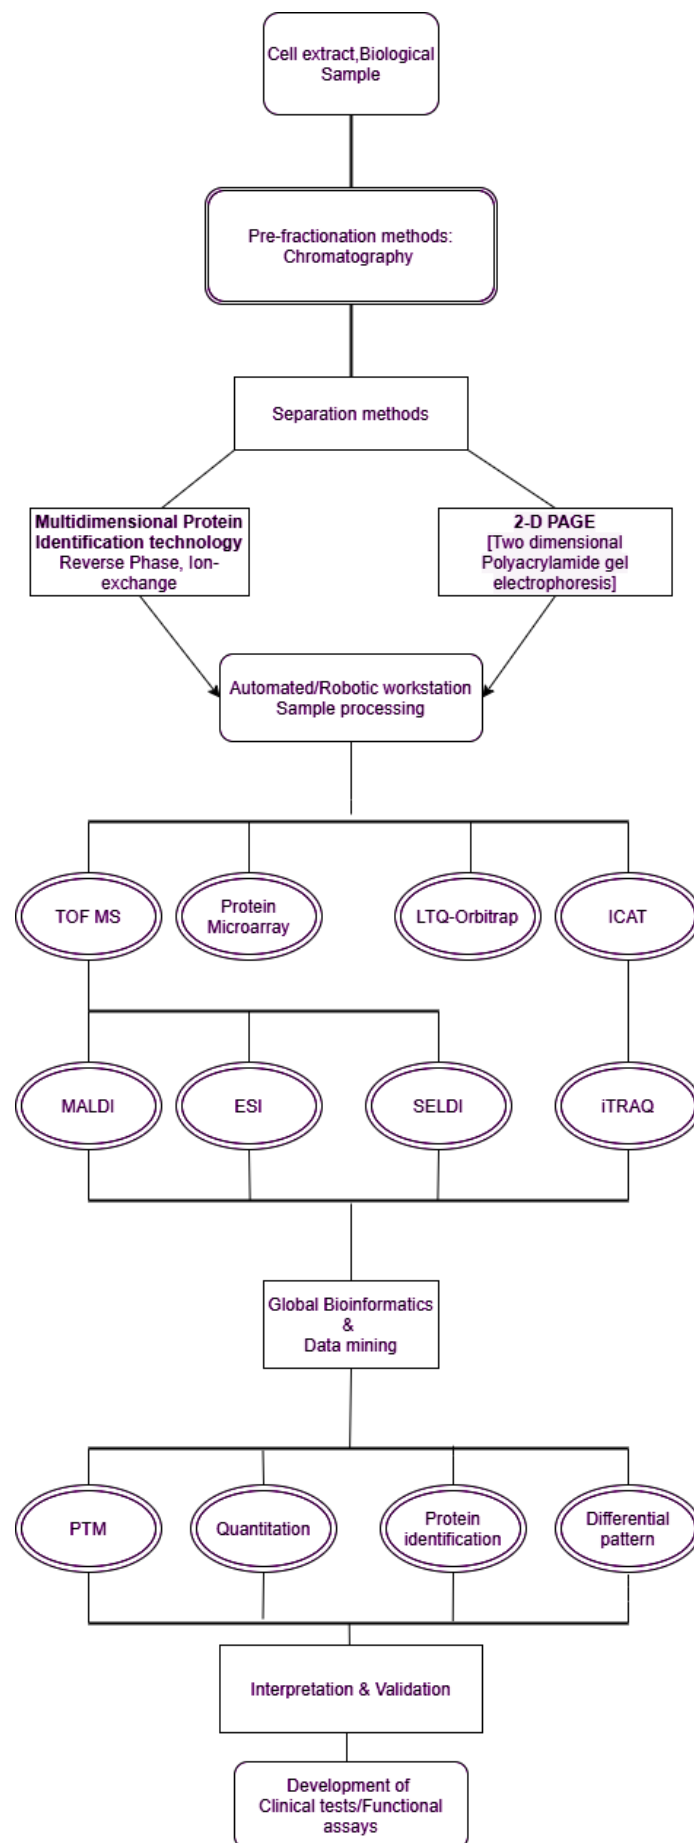 Cell extract,Biological
Sample
Pre-fractionation methods:
Chromatography
Separation methods
Multidimensional Protein
Identification technology
Reverse Phase, Ion-
exchange
2-D PAGE
[Two dimensional
Polyacrylamide gel
electrophoresis]
Automated/Robotic workstation
Sample processing
TOF MS
Protein
Microarray
LTQ-Orbitrap
ICAT
MALDI
ESI
SELDI
iTRAQ
Global Bioinformatics
&
Data mining
PTM
Quantitation
Protein
identification
Differential
pattern
Interpretation & Validation
Development of
Clinical tests/Functional
assays